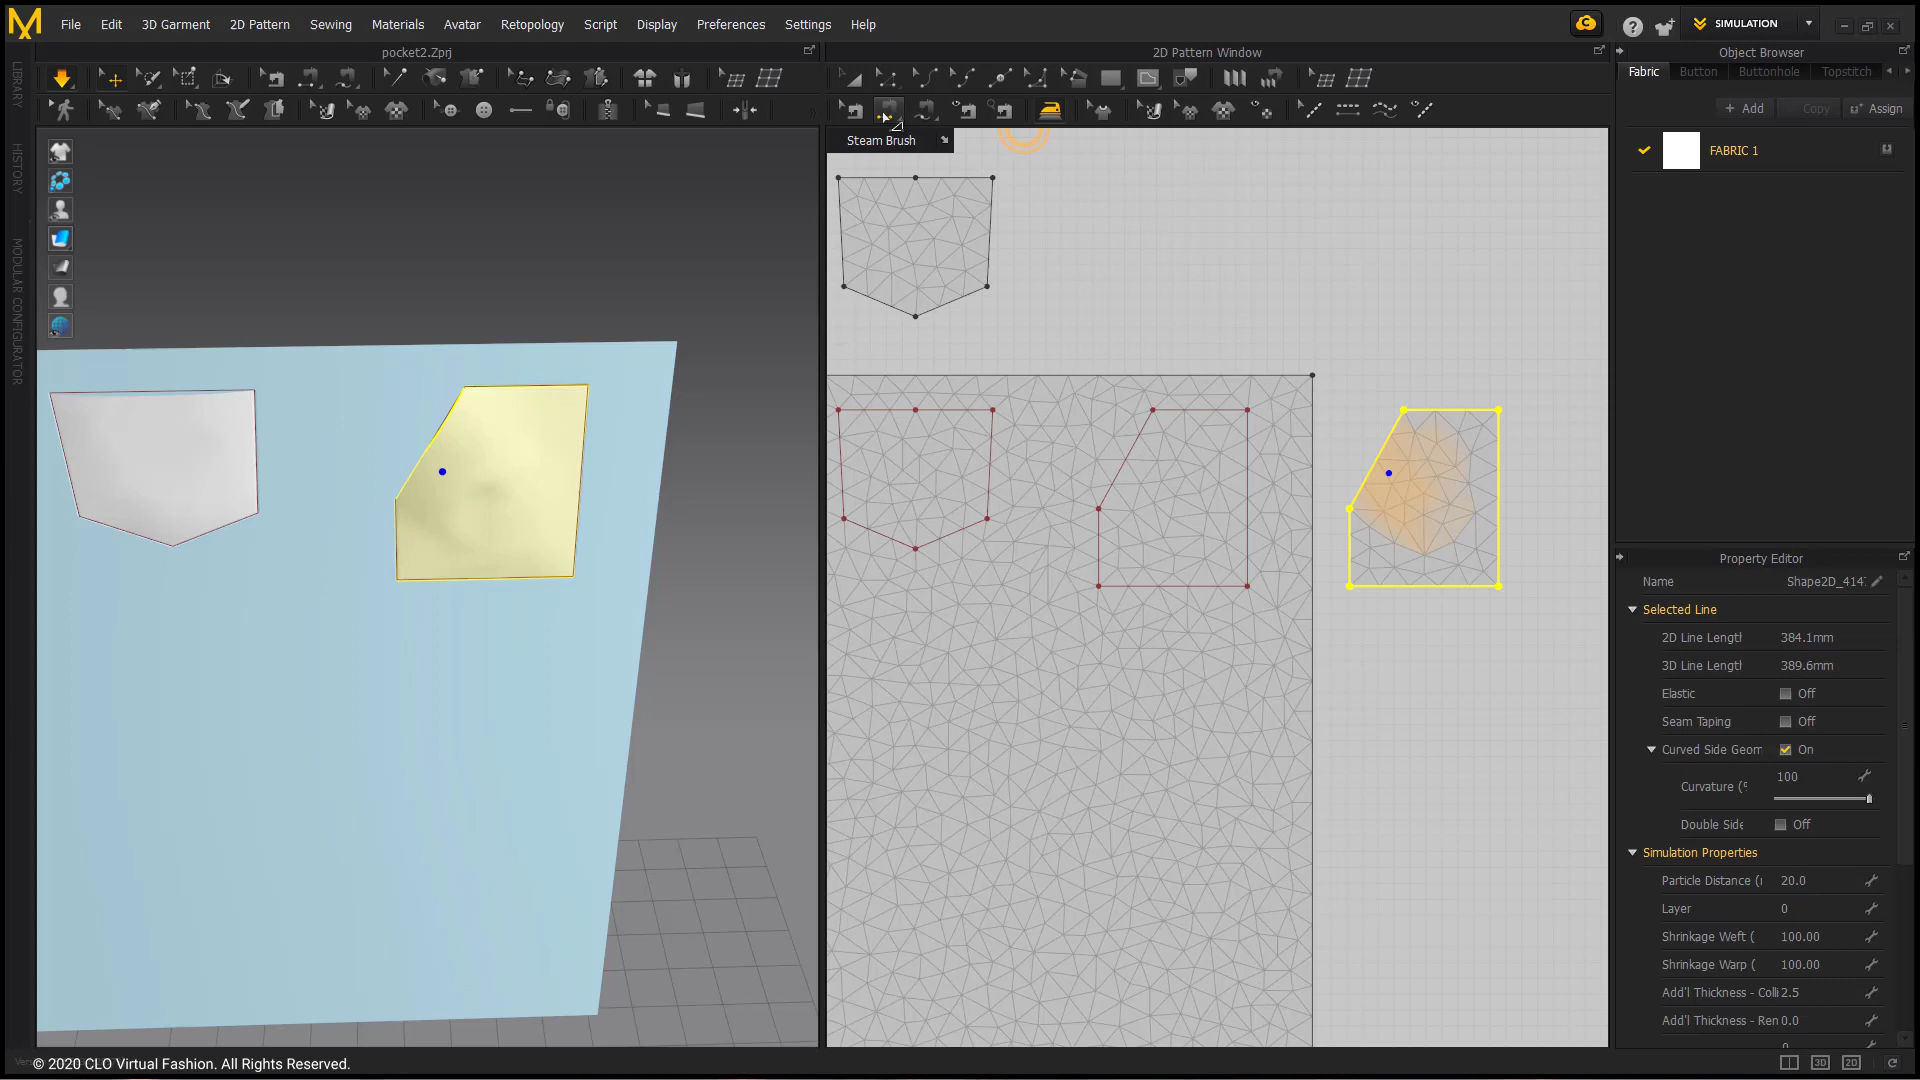 File Edit 3D Garment 2D Pattern Sewing Materials Avatar Retopology Script Display Preferences Settings Help
SIMULATION
pocket2.Zprj
2D Pattern Window
Object Browser
Fabric Button Buttonhole Topstitch
+ Add Copy Assign
Steam Brush
FABRIC 1
LIBRARY
HISTORY
MODULAR CONFIGURATOR
Property Editor
Name
Selected Line
2D Line Length 384.1mm
3D Line Length 389.6mm
Elastic Off
Seam Taping Off
Curved Side Geom On
100
Curvature (
Double Side Off
Simulation Properties
Particle Distance ( 20.0
Layer 0
Shrinkage Weft ( 100.00
Shrinkage Warp ( 100.00
Add'l Thickness - Colli 2.5
Add'l Thickness - Ren 0.0
© 2020 CLO Virtual Fashion. All Rights Reserved.
3D 2D